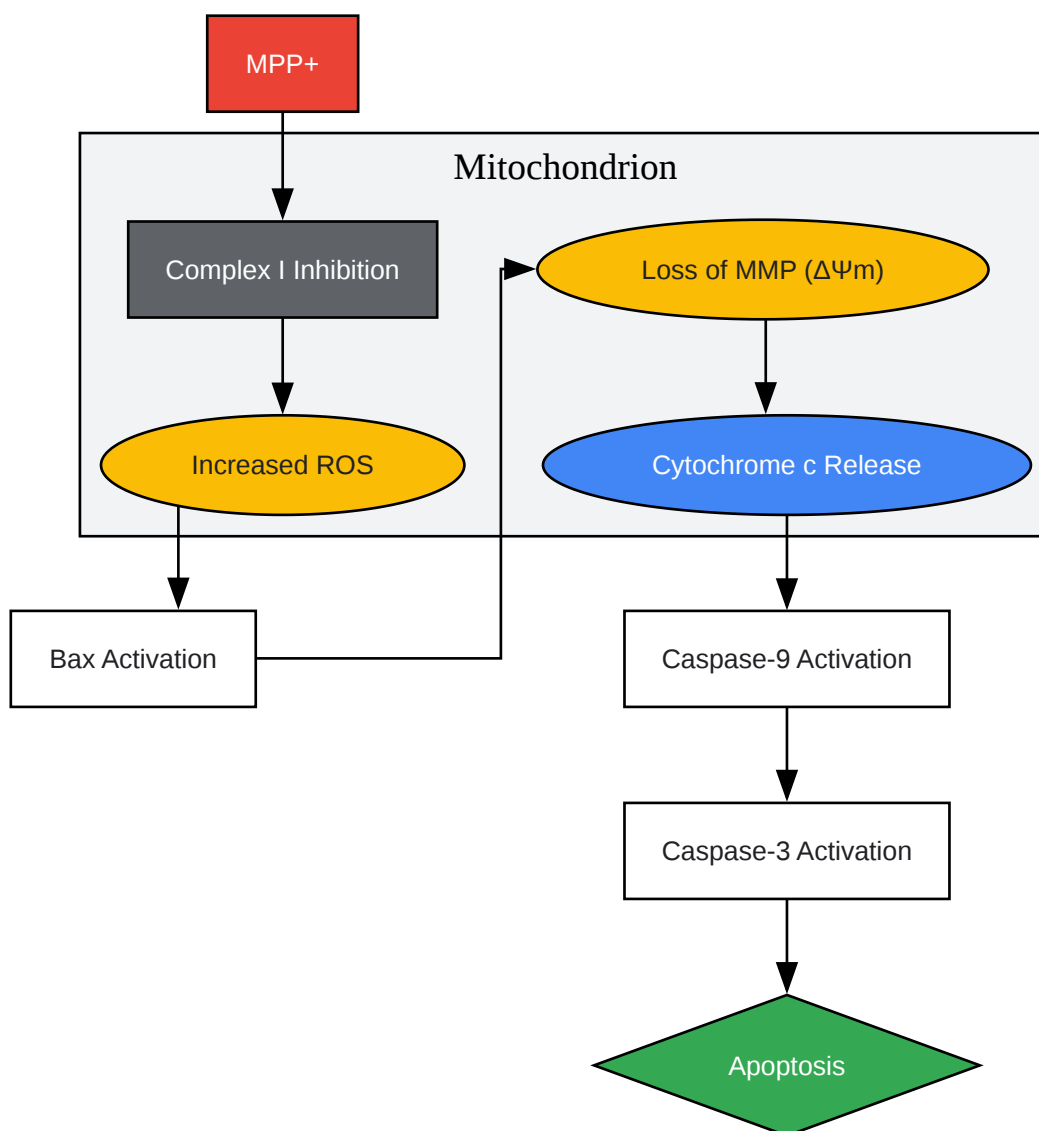 MPP+
Mitochondrion
Complex I Inhibition
Loss of MMP (ΔΨm)
Increased ROS
Cytochrome c Release
Bax Activation
Caspase-9 Activation
Caspase-3 Activation
Apoptosis